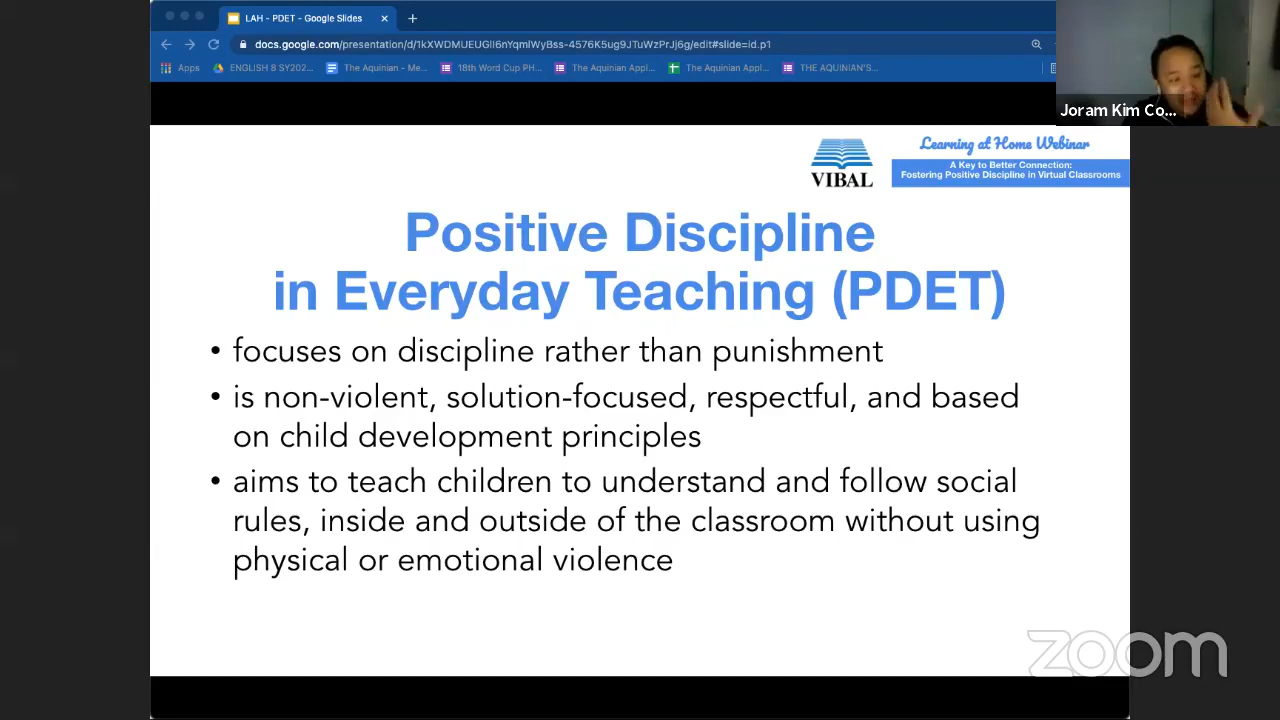 LAH - PDET - Google Slides
docs.google.com/presentation/d/1kXWDMUEUGlI6nYqmlWyBss-4576K5ug9JTuWzPrJj6g/edit#slide=id.p1
Apps ENGLISH 8 SY202... The Aquinian - Me... 18th Word Cup PH... The Aquinian Appl... The Aquinian Appl... THE AQUINIAN'S...
Joram Kim Co...
VIBAL
Learning at Home Webinar
A Key to Better Connection:
Fostering Positive Discipline in Virtual Classrooms
Positive Discipline
in Everyday Teaching (PDET)
• focuses on discipline rather than punishment
• is non-violent, solution-focused, respectful, and based
on child development principles
• aims to teach children to understand and follow social
rules, inside and outside of the classroom without using
physical or emotional violence
zoom